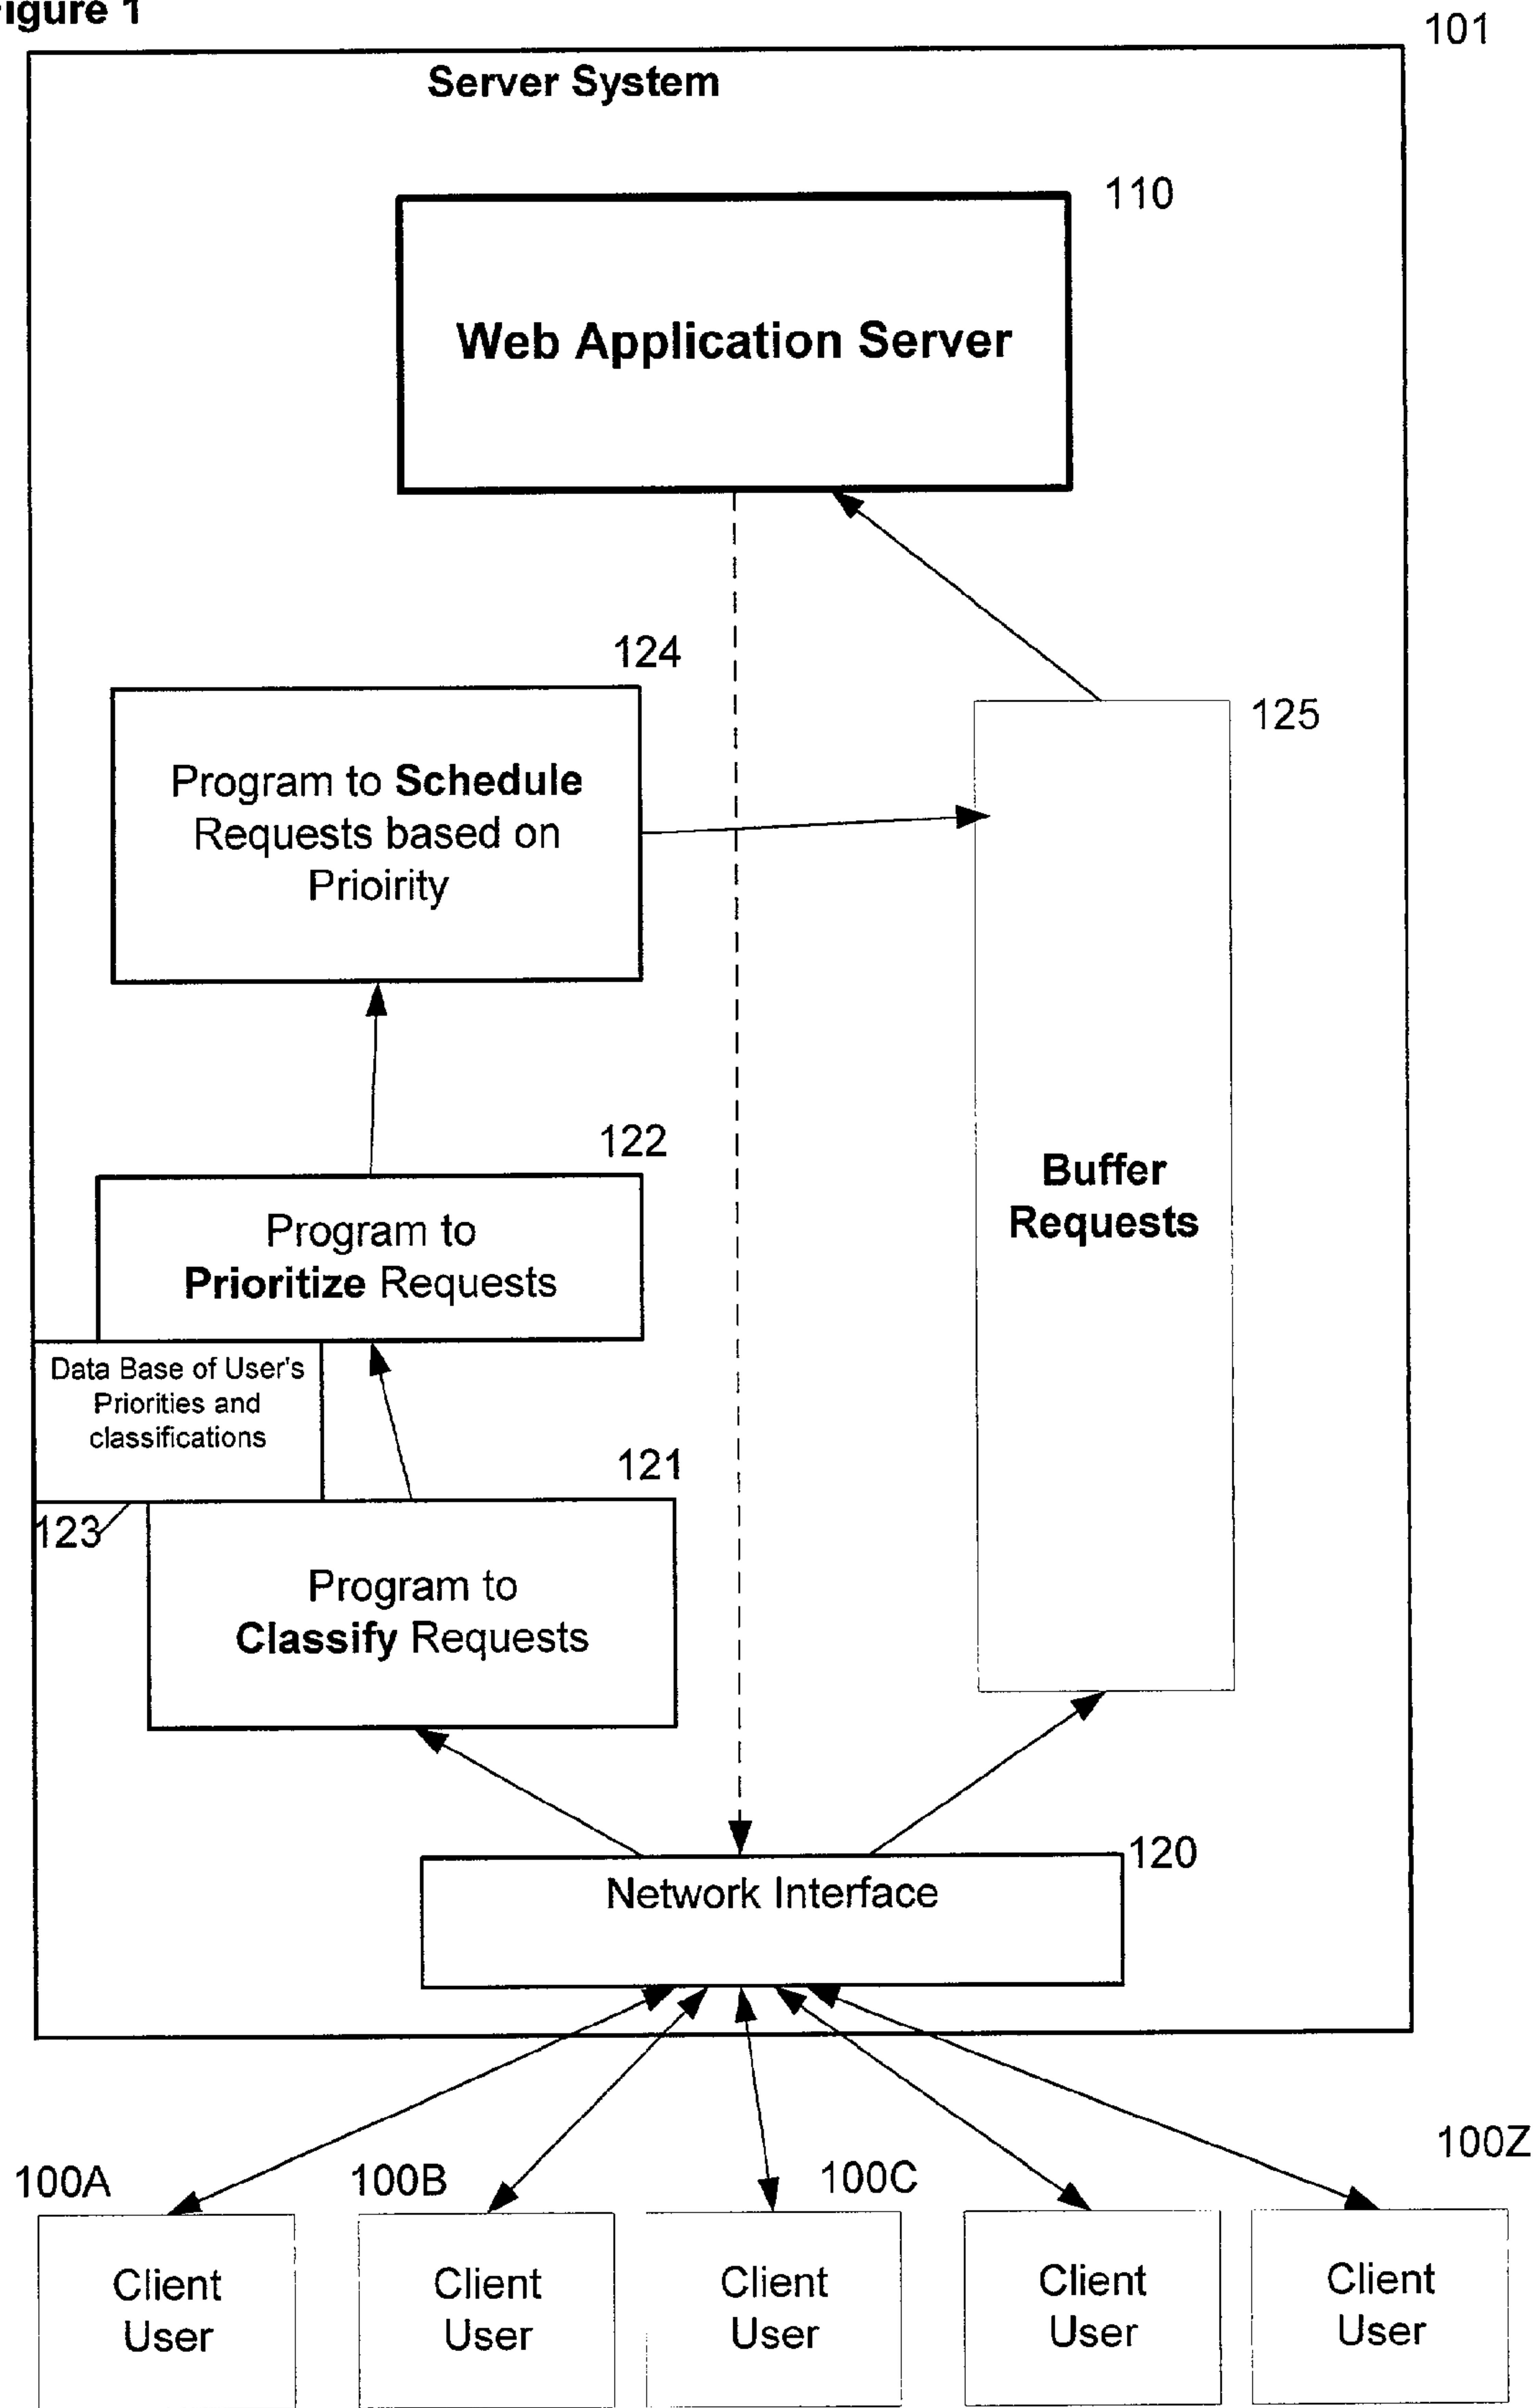 Figure 1
101
Server System
110
Web Application Server
124
125
Program to Schedule
Requests based on
Prioirity
122
Buffer
Requests
Program to
Prioritize Requests
Data Base of User's
Priorities and
classifications
121
123
Program to
Classify Requests
120
Network Interface
100A
100B
100C
100Z
Client
User
Client
User
Client
User
Client
User
Client
User